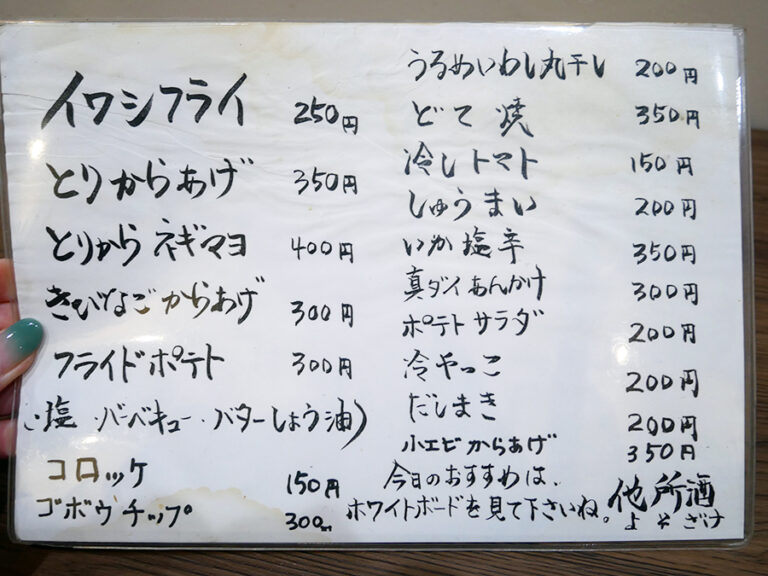 イワシフライ 250円
とりからあげ 350円
とりからネギマヨ 400円
きびなごからあげ 300円
フライドポテト 300円
塩・バーベキュー・バターしょう油)
コロッケ 150円
ゴボウチップ 300円
うるめいわし丸干し 200円
どて焼 350円
冷しトマト 150円
しゅうまい 200円
いか塩辛 350円
真ダイあんかけ 300円
ポテトサラダ 200円
冷やっこ 200円
だしまき 200円
小エビからあげ 350円
今日のおすすめは、
ホワイトボードを見て下さいね。
他所酒
よそざけ